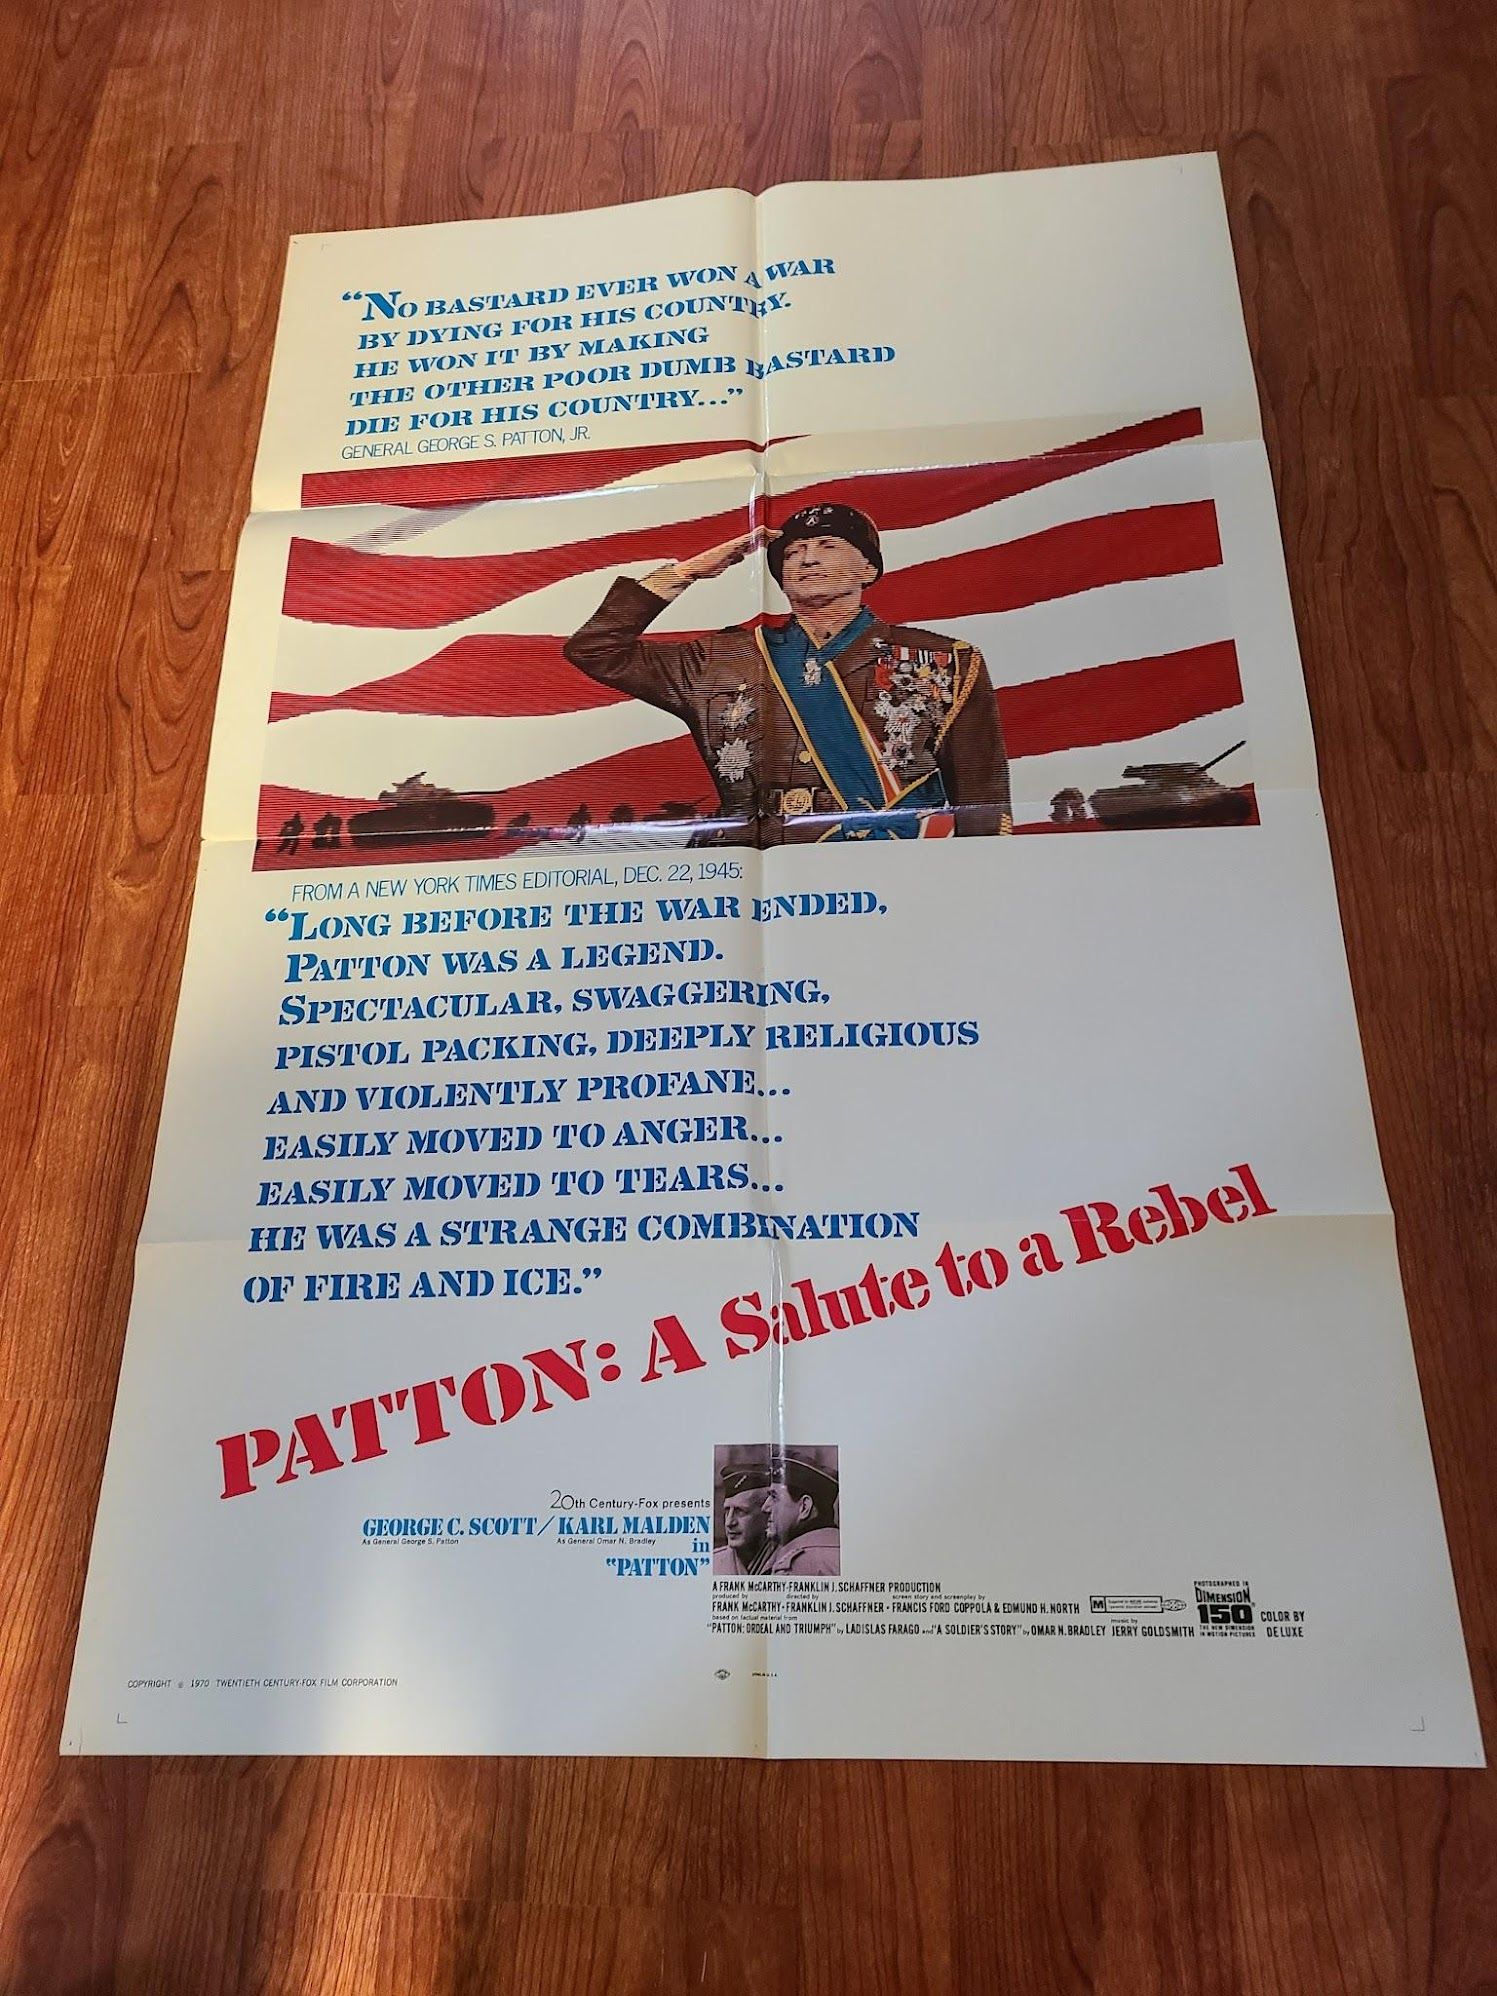 “NO BASTARD EVER WON A WAR
BY DYING FOR HIS COUNTRY.
HE WON IT BY MAKING
THE OTHER POOR DUMB BASTARD
DIE FOR HIS COUNTRY...”
GENERAL GEORGE S. PATTON, JR.
FROM A NEW YORK TIMES EDITORIAL, DEC. 22, 1945:
“LONG BEFORE THE WAR ENDED,
PATTON WAS A LEGEND.
SPECTACULAR, SWAGGERING,
PISTOL PACKING, DEEPLY RELIGIOUS
AND VIOLENTLY PROFANE...
EASILY MOVED TO ANGER...
EASILY MOVED TO TEARS...
HE WAS A STRANGE COMBINATION
OF FIRE AND ICE.”
PATTON: A Salute to a Rebel
20th Century-Fox presents
GEORGE C. SCOTT / KARL MALDEN
As General George S. Patton As General Omar N. Bradley
in
“PATTON”
A FRANK McCARTHY-FRANKLIN J. SCHAFFNER PRODUCTION
produced by directed by screen story and screenplay by
FRANK McCARTHY • FRANKLIN J. SCHAFFNER • FRANCIS FORD COPPOLA & EDMUND H. NORTH
based on factual material from music by
"PATTON: ORDEAL AND TRIUMPH" by LADISLAS FARAGO and "A SOLDIER'S STORY" by OMAR N. BRADLEY JERRY GOLDSMITH
M
PHOTOGRAPHED IN
DIMENSION
150
THE NEW DIMENSION
IN MOTION PICTURES
COLOR BY
DE LUXE
COPYRIGHT © 1970 TWENTIETH CENTURY-FOX FILM CORPORATION